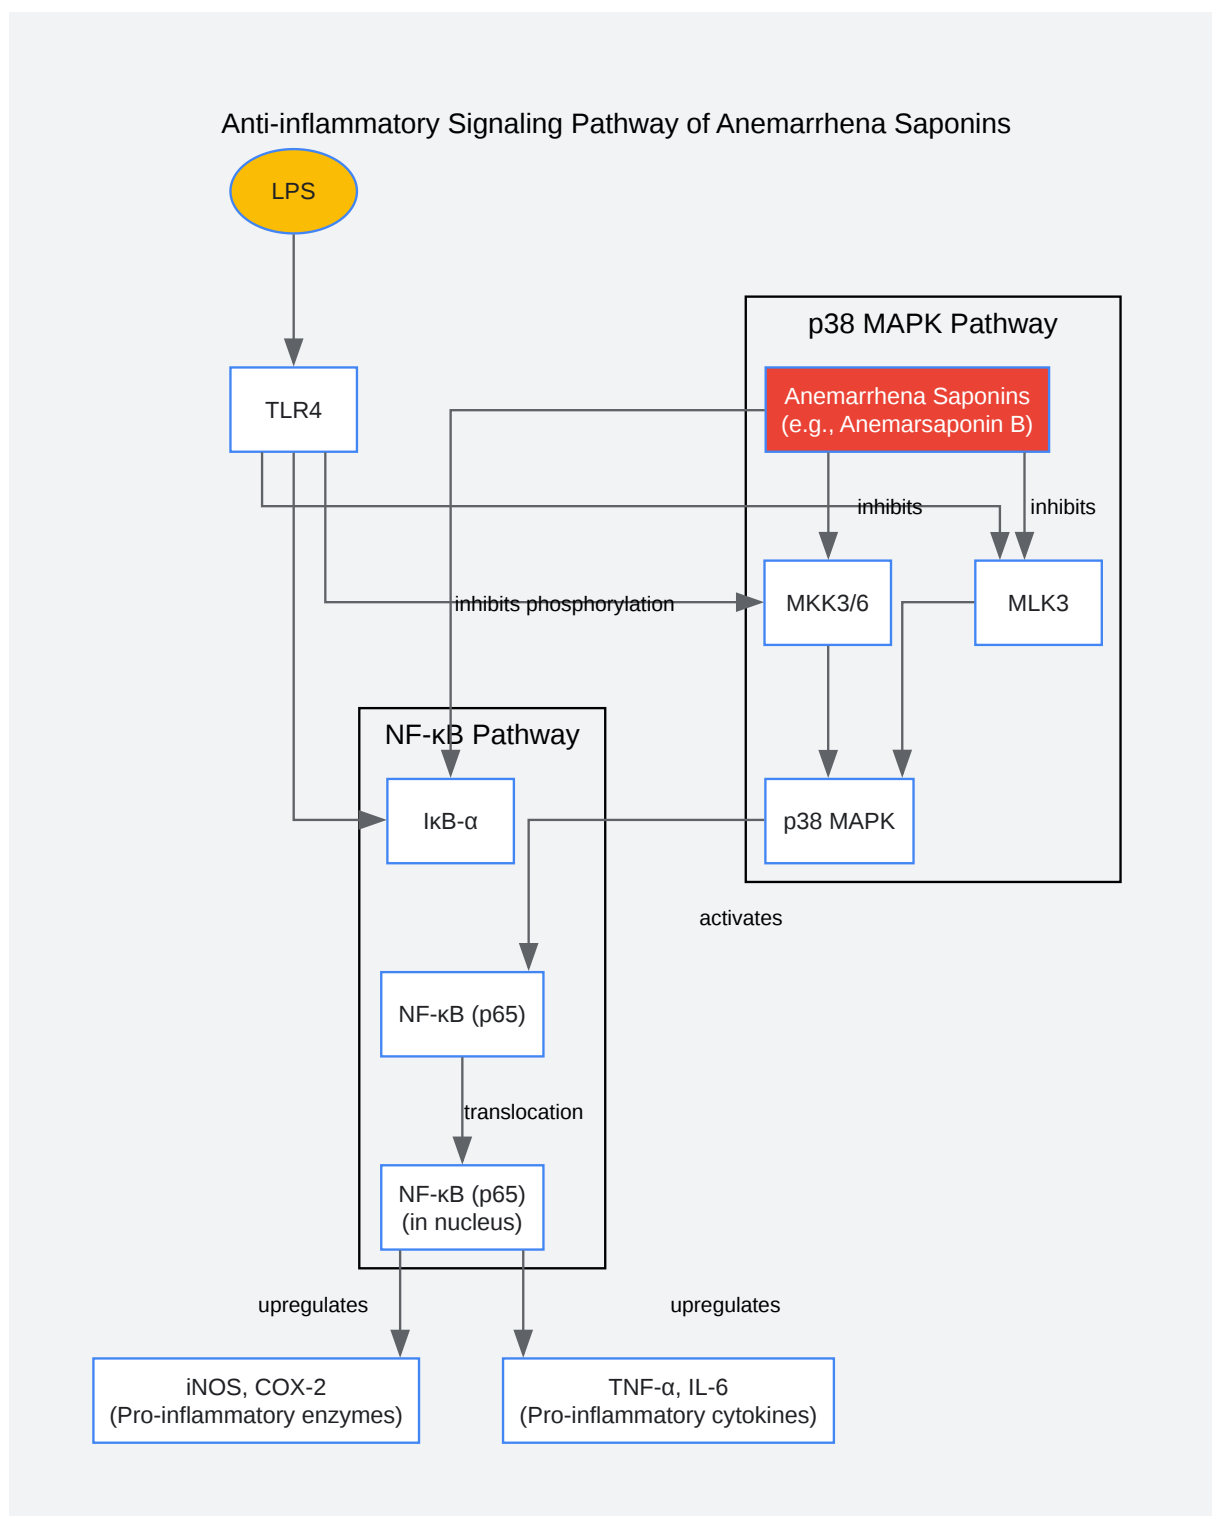 Anti-inflammatory Signaling Pathway of Anemarrhena Saponins
LPS
p38 MAPK Pathway
TLR4
Anemarrhena Saponins
(e.g., Anemarsaponin B)
inhibits
inhibits
inhibits phosphorylation
MKK3/6
MLK3
NF-κB Pathway
IκB-α
p38 MAPK
activates
NF-κB (p65)
translocation
NF-κB (p65)
(in nucleus)
upregulates
upregulates
iNOS, COX-2
(Pro-inflammatory enzymes)
TNF-α, IL-6
(Pro-inflammatory cytokines)